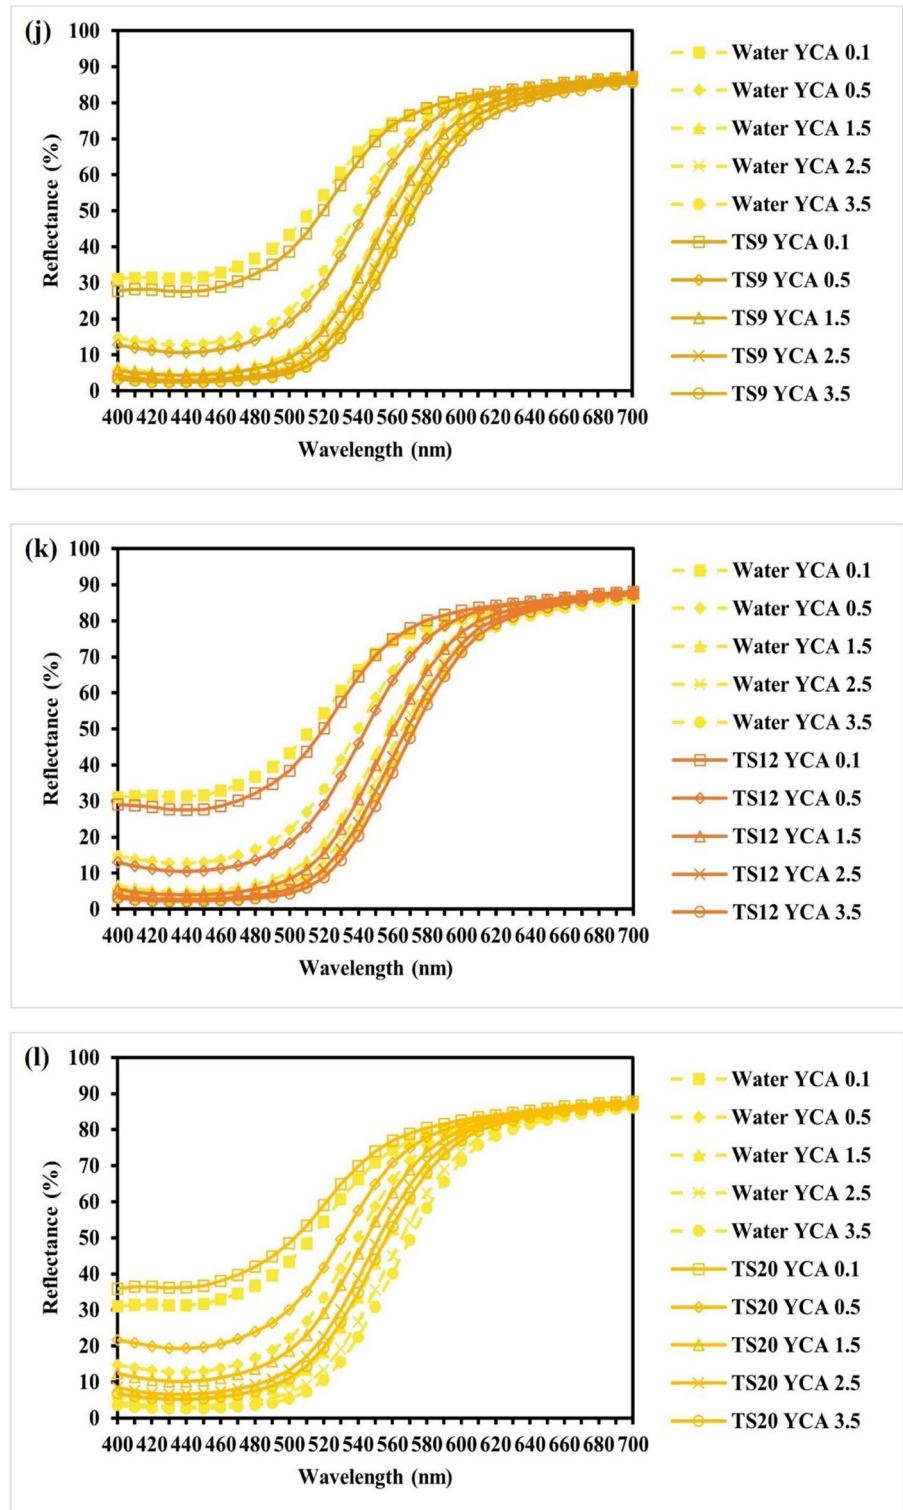 (j)
100
90
80
70
60
50
40
30
20
10
0
Reflectance (%)
400 420 440 460 480 500 520 540 560 580 600 620 640 660 680 700
Wavelength (nm)
Water YCA 0.1
Water YCA 0.5
Water YCA 1.5
Water YCA 2.5
Water YCA 3.5
TS9 YCA 0.1
TS9 YCA 0.5
TS9 YCA 1.5
TS9 YCA 2.5
TS9 YCA 3.5
(k)
100
90
80
70
60
50
40
30
20
10
0
Reflectance (%)
400 420 440 460 480 500 520 540 560 580 600 620 640 660 680 700
Wavelength (nm)
Water YCA 0.1
Water YCA 0.5
Water YCA 1.5
Water YCA 2.5
Water YCA 3.5
TS12 YCA 0.1
TS12 YCA 0.5
TS12 YCA 1.5
TS12 YCA 2.5
TS12 YCA 3.5
(l)
100
90
80
70
60
50
40
30
20
10
0
Reflectance (%)
400 420 440 460 480 500 520 540 560 580 600 620 640 660 680 700
Wavelength (nm)
Water YCA 0.1
Water YCA 0.5
Water YCA 1.5
Water YCA 2.5
Water YCA 3.5
TS20 YCA 0.1
TS20 YCA 0.5
TS20 YCA 1.5
TS20 YCA 2.5
TS20 YCA 3.5